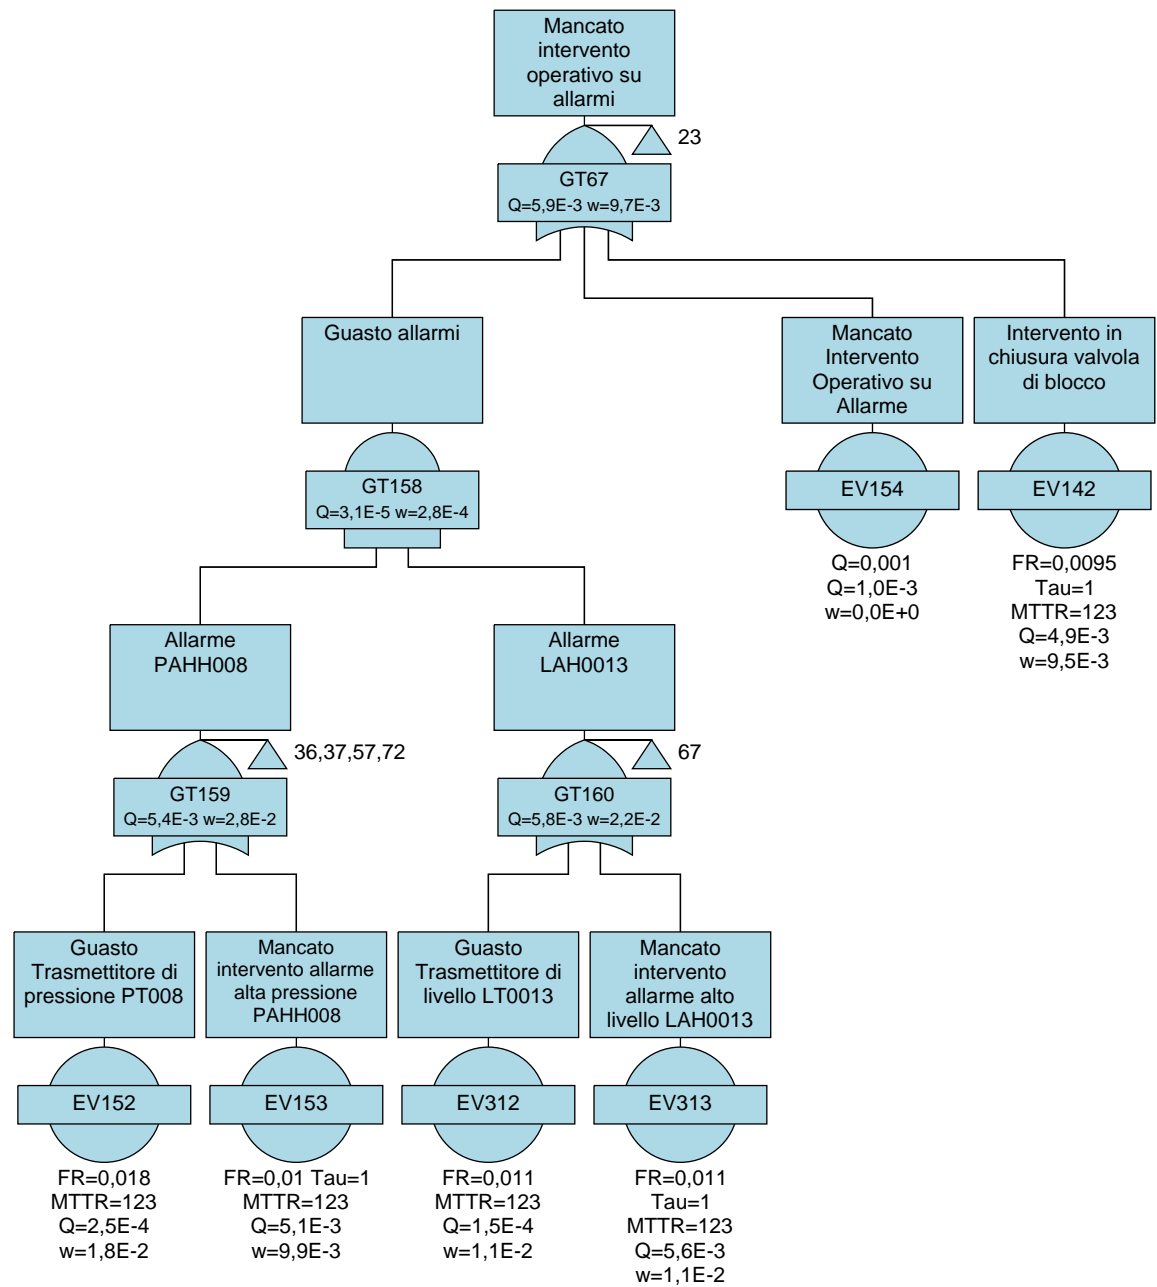 Mancato
intervento
operativo su
allarmi
23
GT67
Q=5,9E-3 w=9,7E-3
Guasto allarmi
Mancato
Intervento
Operativo su
Allarme
Intervento in
chiusura valvola
di blocco
GT158
Q=3,1E-5 w=2,8E-4
EV154
Q=0,001
Q=1,0E-3
w=0,0E+0
EV142
FR=0,0095
Tau=1
MTTR=123
Q=4,9E-3
w=9,5E-3
Allarme
PAHH008
Allarme
LAH0013
36,37,57,72
GT159
Q=5,4E-3 w=2,8E-2
67
GT160
Q=5,8E-3 w=2,2E-2
Guasto
Trasmettitore di
pressione PT008
Mancato
intervento allarme
alta pressione
PAHH008
Guasto
Trasmettitore di
livello LT0013
Mancato
intervento
allarme alto
livello LAH0013
EV152
FR=0,018
MTTR=123
Q=2,5E-4
w=1,8E-2
EV153
FR=0,01 Tau=1
MTTR=123
Q=5,1E-3
w=9,9E-3
EV312
FR=0,011
MTTR=123
Q=1,5E-4
w=1,1E-2
EV313
FR=0,011
Tau=1
MTTR=123
Q=5,6E-3
w=1,1E-2